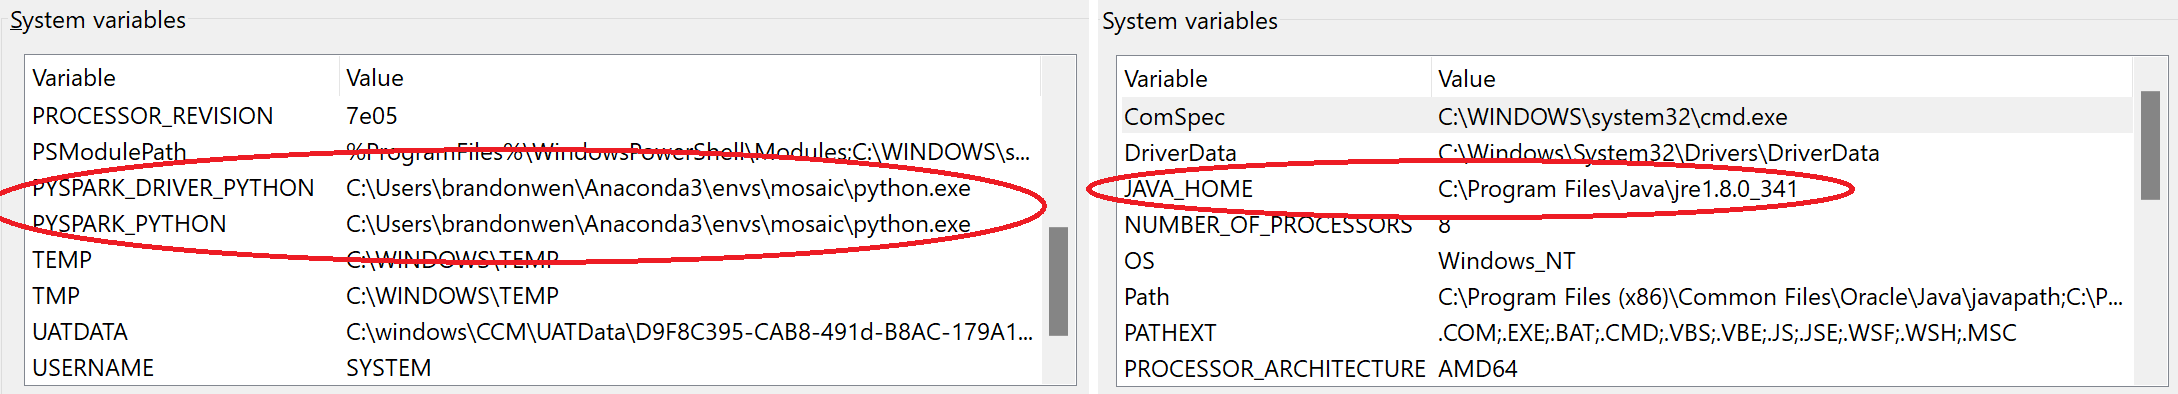 System variables
Variable Value
PROCESSOR_REVISION 7e05
PSModulePath %ProgramFiles%\WindowsPowerShell\Modules;C:\WINDOWS\s...
PYSPARK_DRIVER_PYTHON C:\Users\brandonwen\Anaconda3\envs\mosaic\python.exe
PYSPARK_PYTHON C:\Users\brandonwen\Anaconda3\envs\mosaic\python.exe
TEMP C:\WINDOWS\TEMP
TMP C:\WINDOWS\TEMP
UATDATA C:\windows\CCM\UATData\D9F8C395-CAB8-491d-B8AC-179A1...
USERNAME SYSTEM
System variables
Variable Value
ComSpec C:\WINDOWS\system32\cmd.exe
DriverData C:\Windows\System32\Drivers\DriverData
JAVA_HOME C:\Program Files\Java\jre1.8.0_341
NUMBER_OF_PROCESSORS 8
OS Windows_NT
Path C:\Program Files (x86)\Common Files\Oracle\Java\javapath;C:\P...
PATHEXT .COM;.EXE;.BAT;.CMD;.VBS;.VBE;.JS;.JSE;.WSF;.WSH;.MSC
PROCESSOR_ARCHITECTURE AMD64